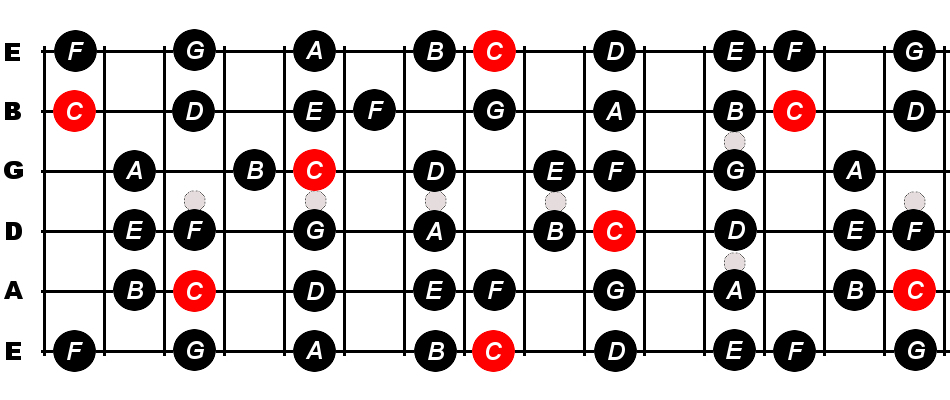 E F G A B C D E F G
B C D E F G A B C D
G A B C D E F G A
D E F G A B C D E F
A B C D E F G A B C
E F G A B C D E F G